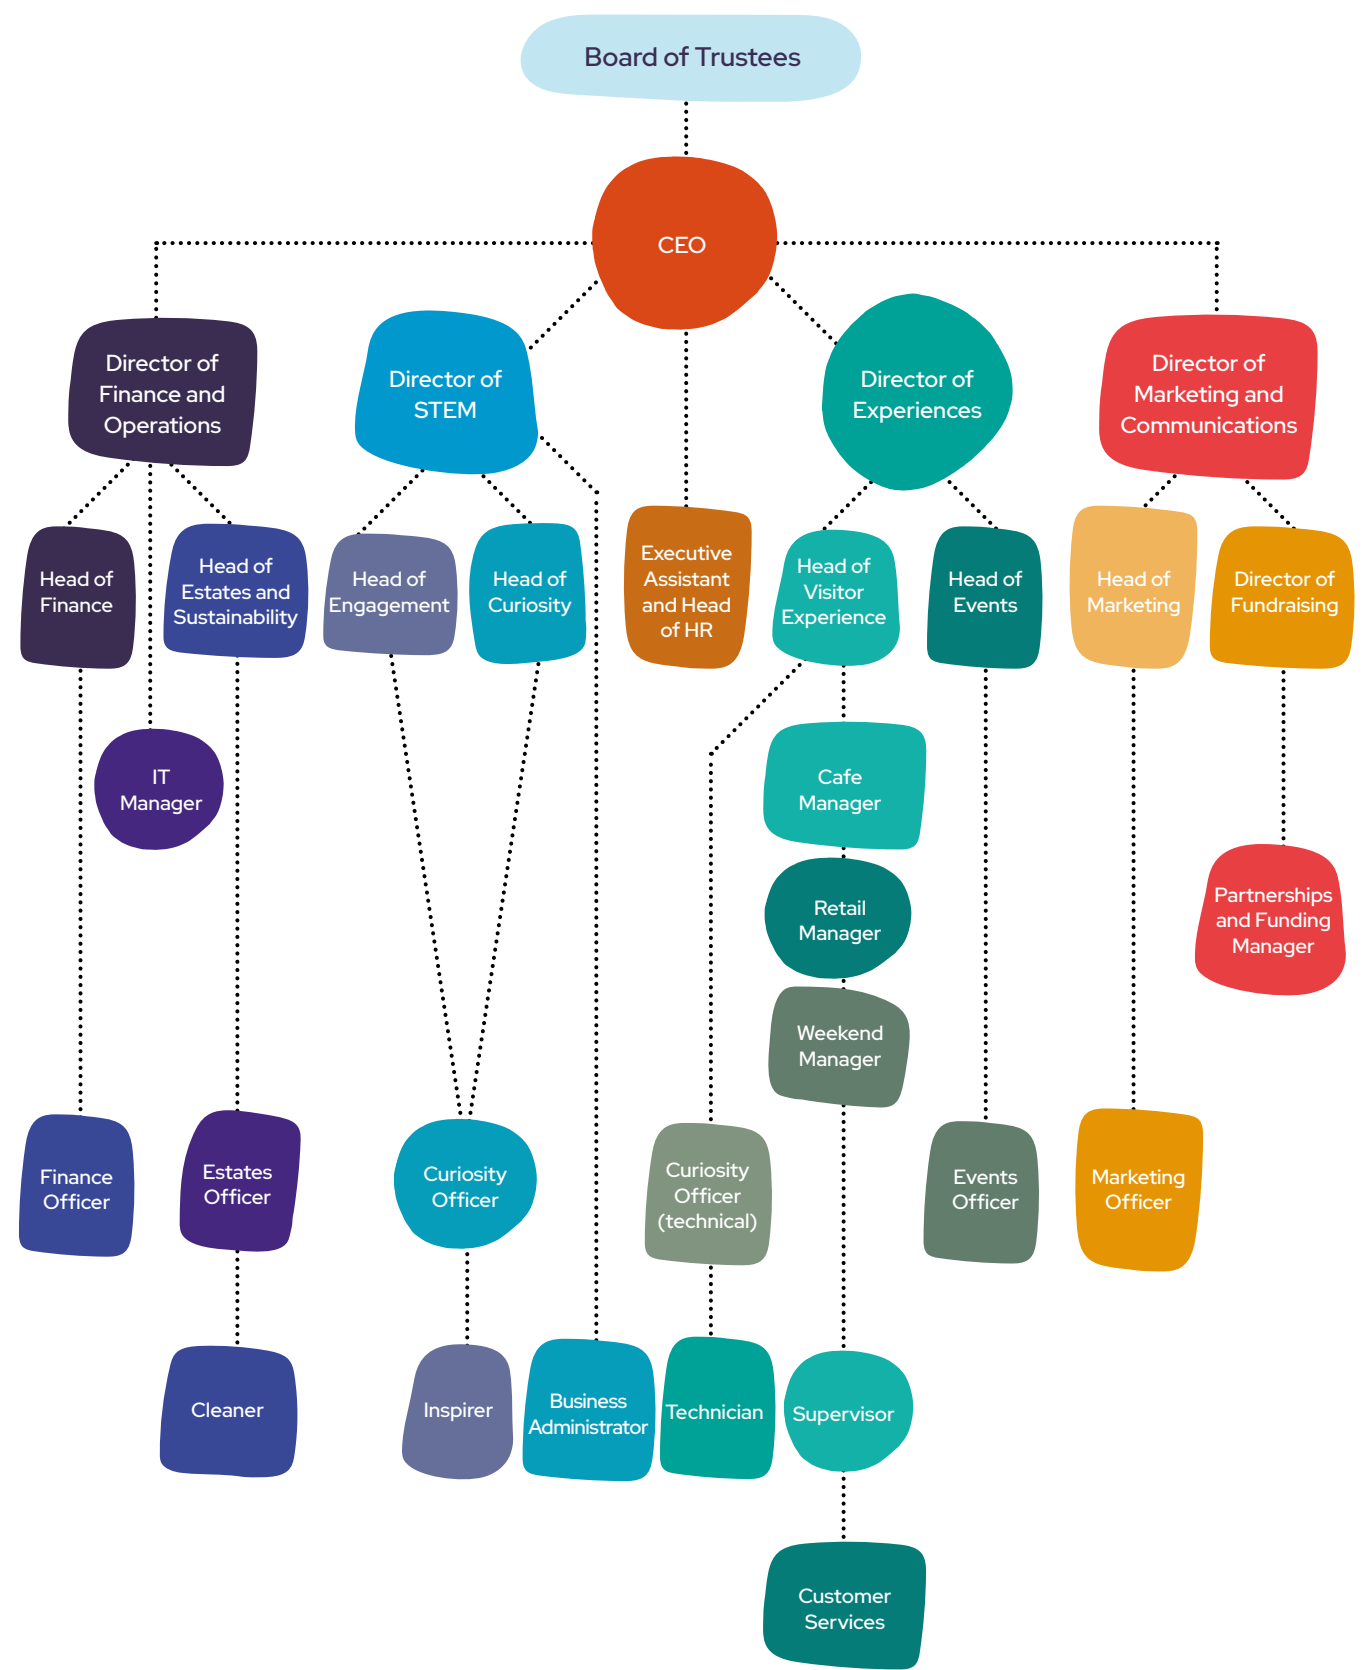 Board of Trustees
CEO
Director of
Finance and
Operations
Director of
STEM
Director of
Experiences
Director of
Marketing and
Communications
Head of
Finance
Head of
Estates and
Sustainability
Head of
Engagement
Head of
Curiosity
Executive
Assistant
and Head
of HR
Head of
Visitor
Experience
Head of
Events
Head of
Marketing
Director of
Fundraising
IT
Manager
Cafe
Manager
Retail
Manager
Partnerships
and Funding
Manager
Weekend
Manager
Finance
Officer
Estates
Officer
Curiosity
Officer
Curiosity
Officer
(technical)
Events
Officer
Marketing
Officer
Cleaner
Inspirer
Business
Administrator
Technician
Supervisor
Customer
Services